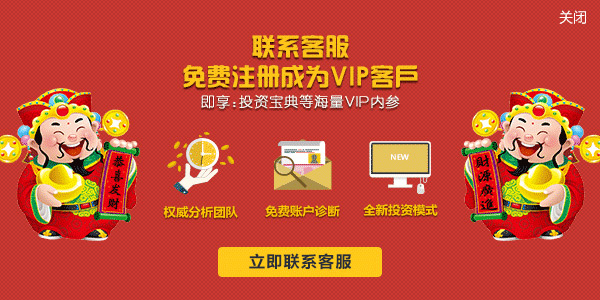 关闭
联系客服
免费注册成为VIP客戶
即享:投资宝典等海量VIP内参
恭喜发财
财源廣進
NEW
权威分析团队
免费账户诊断
全新投资模式
立即联系客服